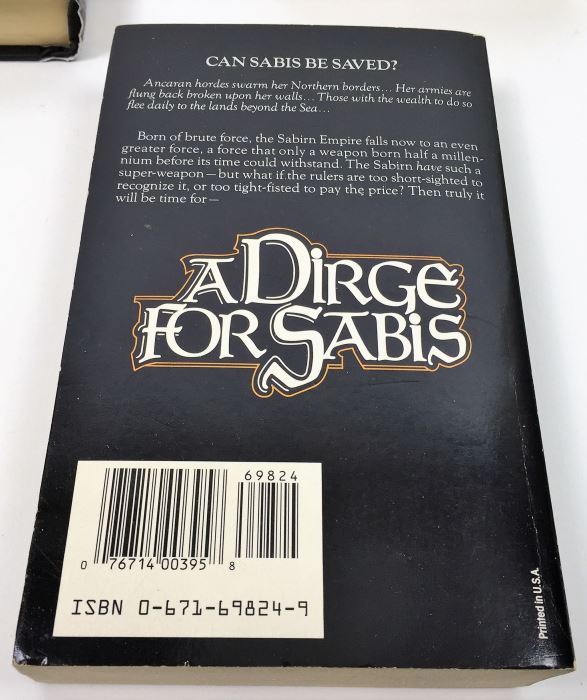 CAN SABIS BE SAVED?
Ancaran hordes swarm her Northern borders... Her armies are
flung back broken upon her walls... Those with the wealth to do so
flee daily to the lands beyond the Sea...
Born of brute force, the Sabirn Empire falls now to an even
greater force, a force that only a weapon born half a millen-
nium before its time could withstand. The Sabirn have such a
super-weapon—but what if the rulers are too short-sighted to
recognize it, or too tight-fisted to pay the price? Then truly it
will be time for—
A DIRGE
FOR SABIS
69824
0 76714 00395 8
ISBN 0-671-69824-9
Printed in U.S.A.